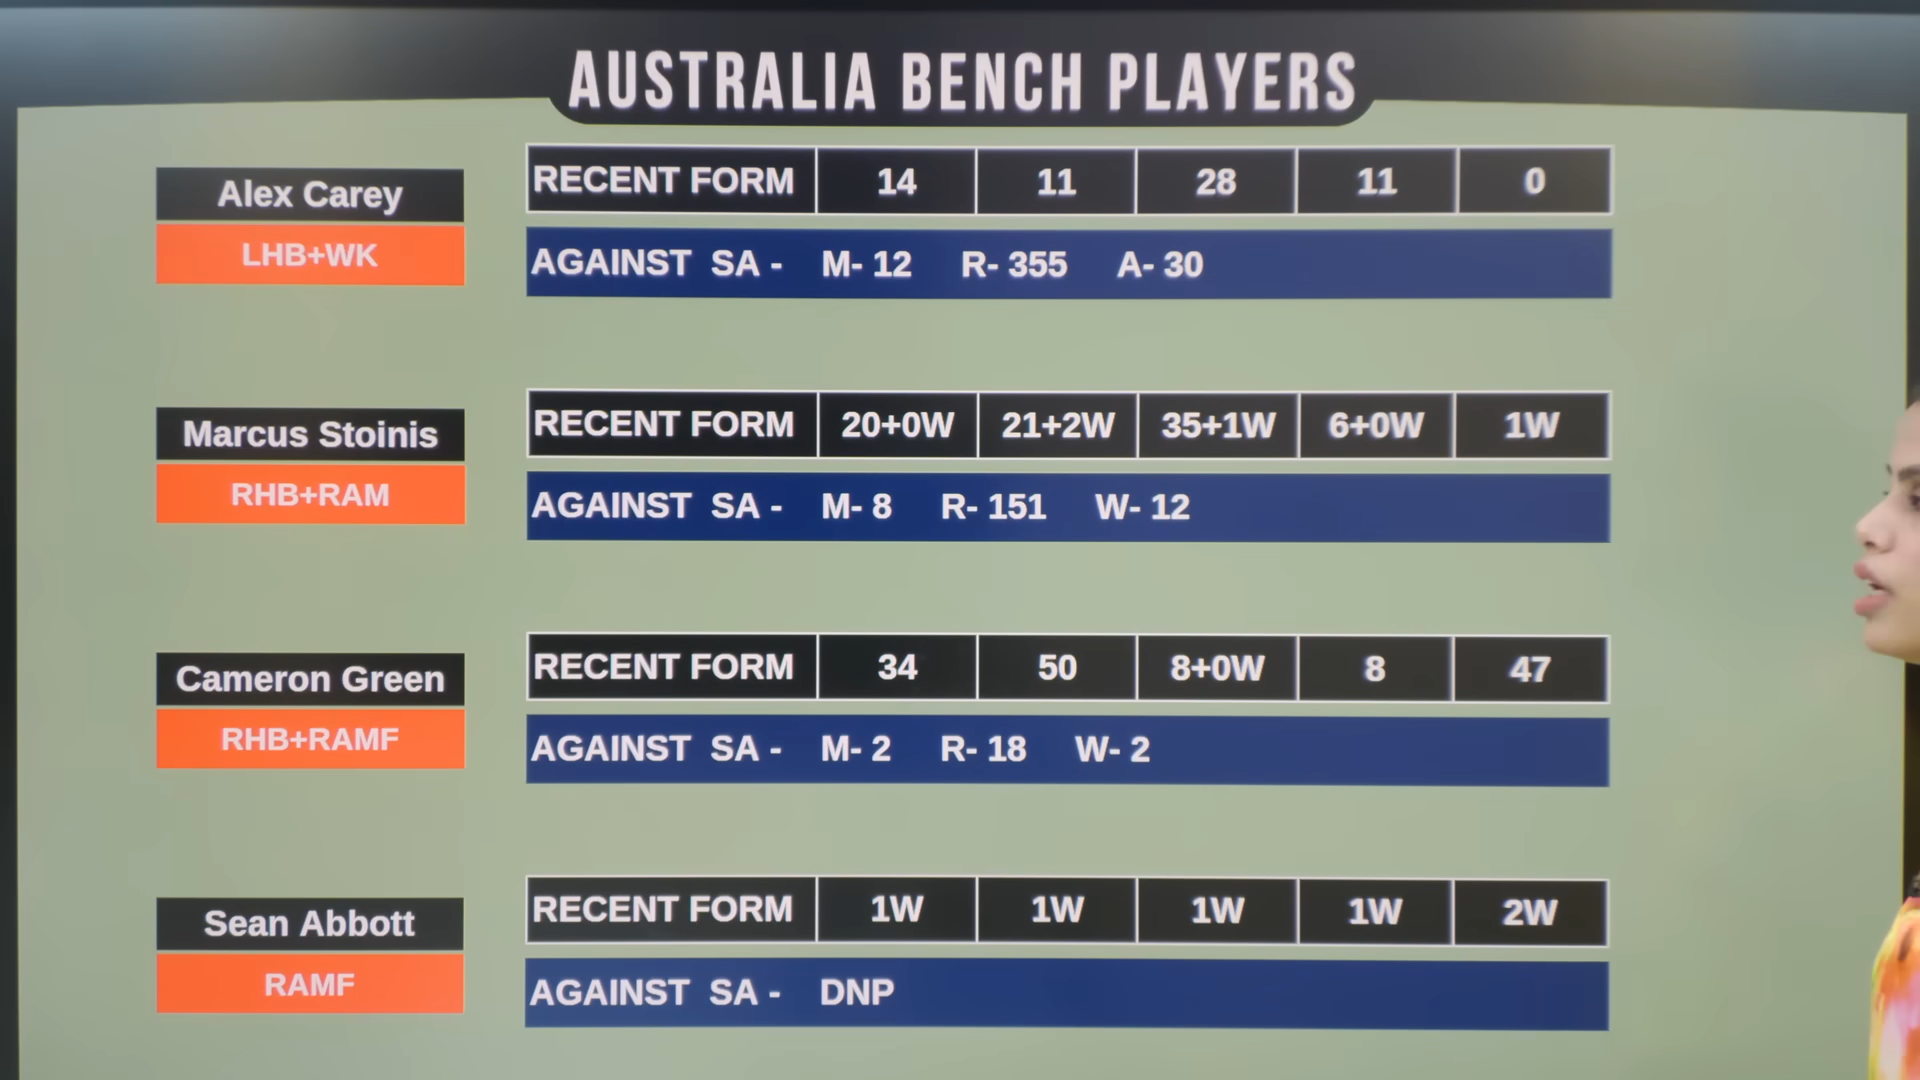 AUSTRALIA BENCH PLAYERS
Alex Carey
LHB+WK
RECENT FORM 14 11 28 11 0
AGAINST SA - M- 12 R- 355 A- 30
Marcus Stoinis
RHB+RAM
RECENT FORM 20+0W 21+2W 35+1W 6+0W 1W
AGAINST SA - M- 8 R- 151 W- 12
Cameron Green
RHB+RAMF
RECENT FORM 34 50 8+0W 8 47
AGAINST SA - M- 2 R- 18 W- 2
Sean Abbott
RAMF
RECENT FORM 1W 1W 1W 1W 2W
AGAINST SA - DNP